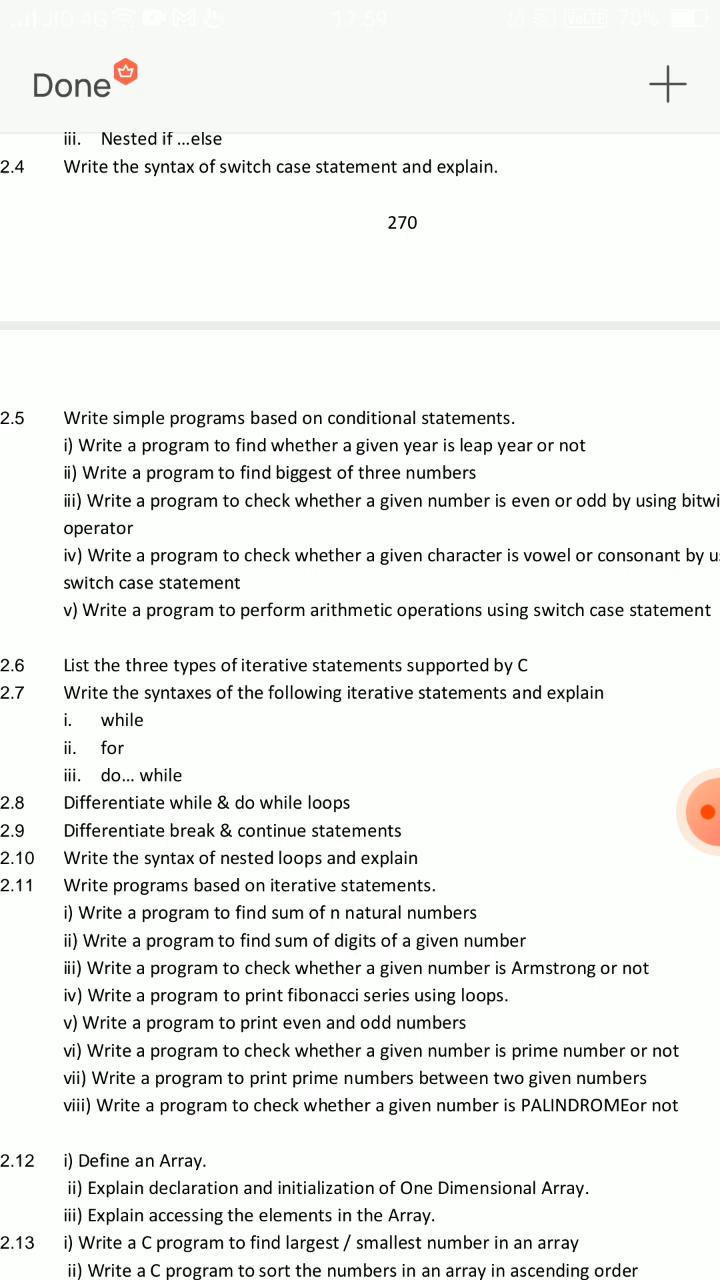 Jio 4G 17:59 VoLTE 70%
Done
iii. Nested if ...else
2.4 Write the syntax of switch case statement and explain.
270
2.5 Write simple programs based on conditional statements.
i) Write a program to find whether a given year is leap year or not
ii) Write a program to find biggest of three numbers
iii) Write a program to check whether a given number is even or odd by using bitwi
operator
iv) Write a program to check whether a given character is vowel or consonant by u
switch case statement
v) Write a program to perform arithmetic operations using switch case statement
2.6 List the three types of iterative statements supported by C
2.7 Write the syntaxes of the following iterative statements and explain
i. while
ii. for
iii. do... while
2.8 Differentiate while & do while loops
2.9 Differentiate break & continue statements
2.10 Write the syntax of nested loops and explain
2.11 Write programs based on iterative statements.
i) Write a program to find sum of n natural numbers
ii) Write a program to find sum of digits of a given number
iii) Write a program to check whether a given number is Armstrong or not
iv) Write a program to print fibonacci series using loops.
v) Write a program to print even and odd numbers
vi) Write a program to check whether a given number is prime number or not
vii) Write a program to print prime numbers between two given numbers
viii) Write a program to check whether a given number is PALINDROMEor not
2.12 i) Define an Array.
ii) Explain declaration and initialization of One Dimensional Array.
iii) Explain accessing the elements in the Array.
2.13 i) Write a C program to find largest / smallest number in an array
ii) Write a C program to sort the numbers in an array in ascending order